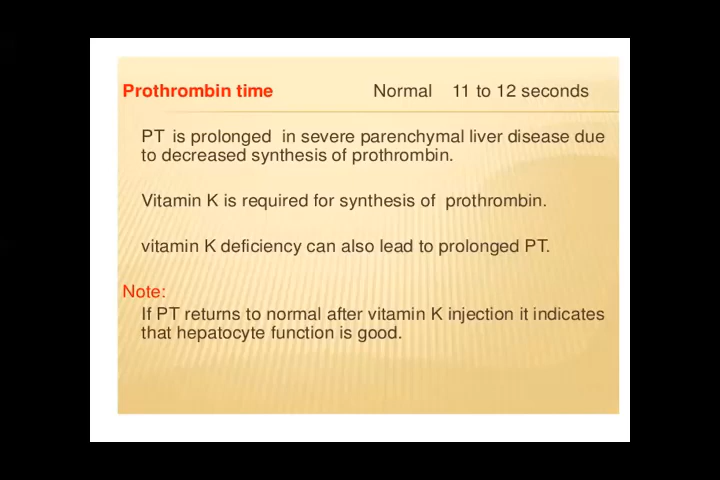 Prothrombin time Normal 11 to 12 seconds
PT is prolonged in severe parenchymal liver disease due
to decreased synthesis of prothrombin.
Vitamin K is required for synthesis of prothrombin.
vitamin K deficiency can also lead to prolonged PT.
Note:
If PT returns to normal after vitamin K injection it indicates
that hepatocyte function is good.